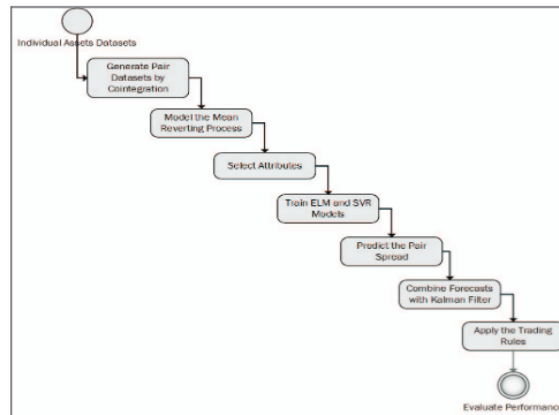 Individual Assets Datasets
Generate Pair
Datasets by
Cointegration
Model the Mean
Reverting Process
Select Attributes
Train ELM and SVR
Models
Predict the Pair
Spread
Combine Forecasts
with Kalman Filter
Apply the Trading
Rules
Evaluate Performance